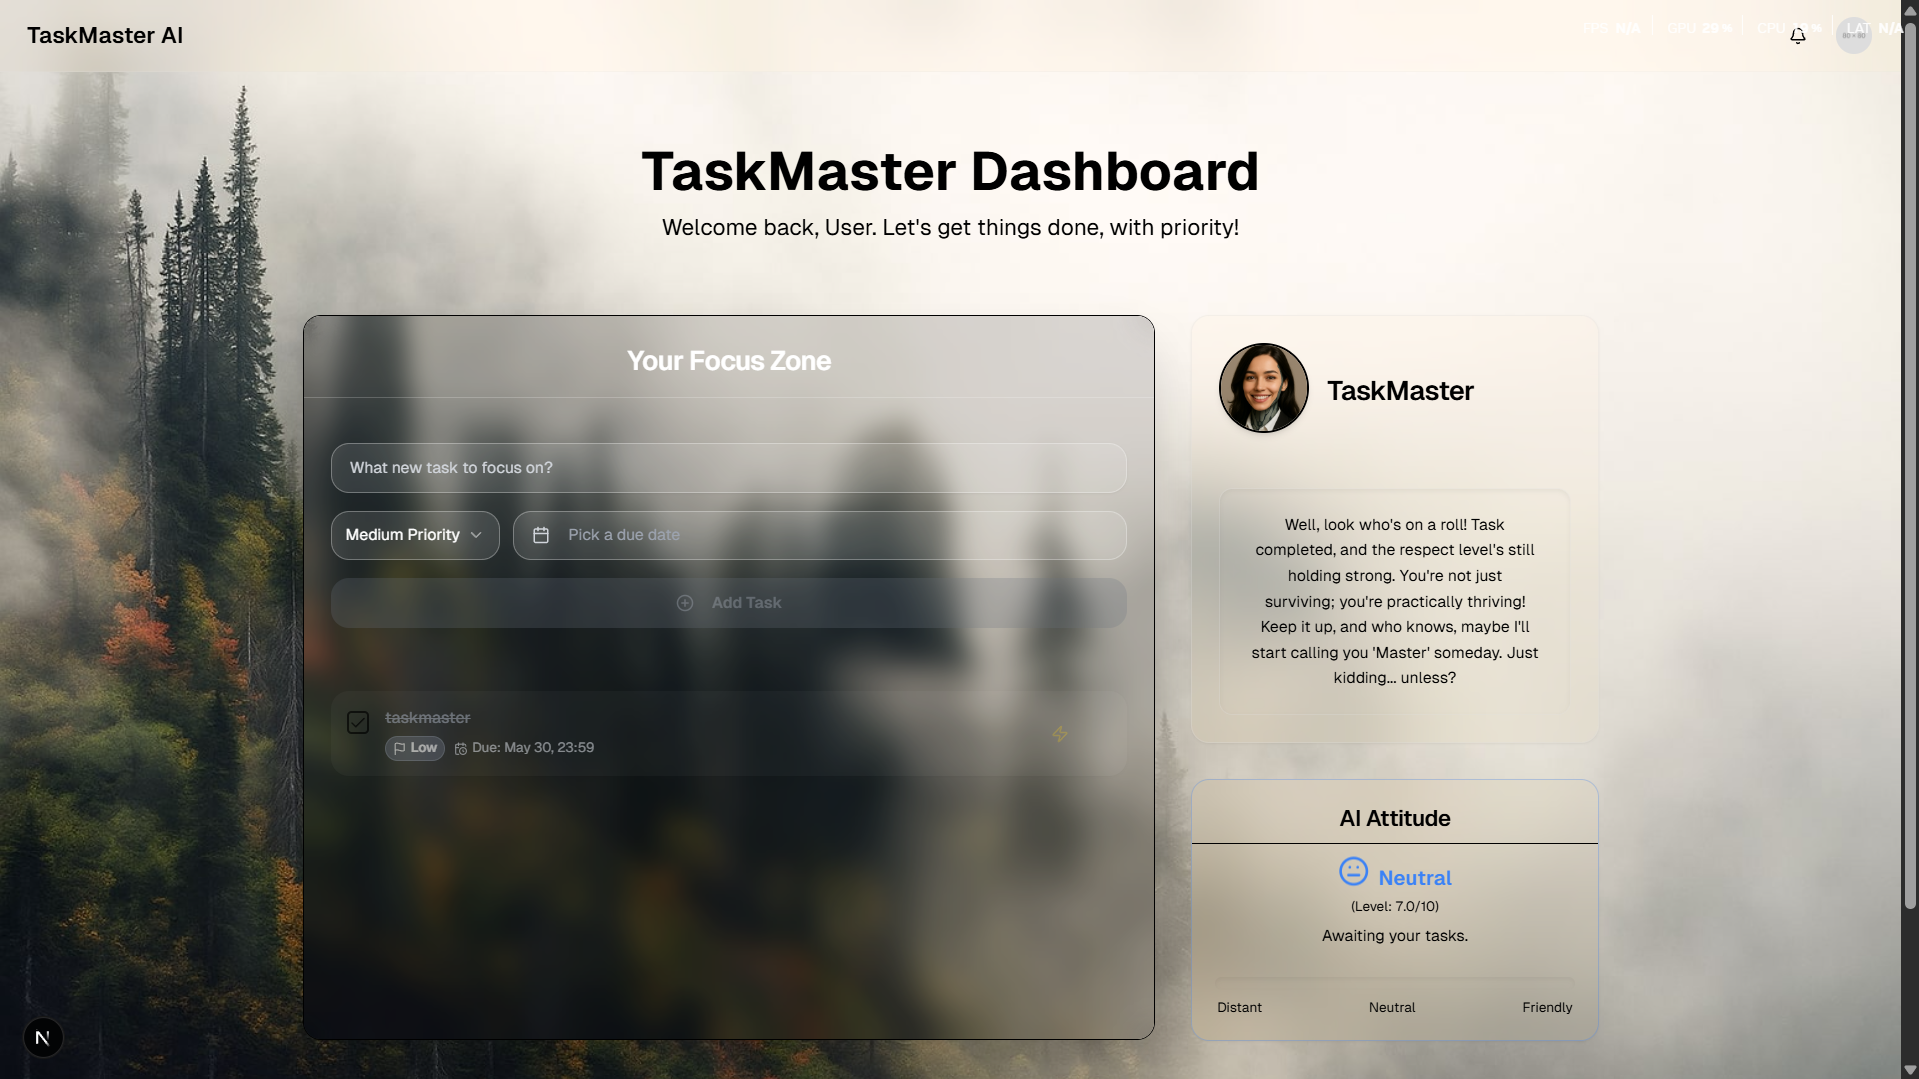 TaskMaster AI
FPS N/A | GPU 29% | CPU % | LAT N/A
TaskMaster Dashboard
Welcome back, User. Let's get things done, with priority!
Your Focus Zone
What new task to focus on?
Medium Priority
Pick a due date
Add Task
taskmaster
Low
Due: May 30, 23:59
TaskMaster
Well, look who's on a roll! Task
completed, and the respect level's still
holding strong. You're not just
surviving; you're practically thriving!
Keep it up, and who knows, maybe I'll
start calling you 'Master' someday. Just
kidding... unless?
AI Attitude
Neutral
(Level: 7.0/10)
Awaiting your tasks.
Distant Neutral Friendly
N